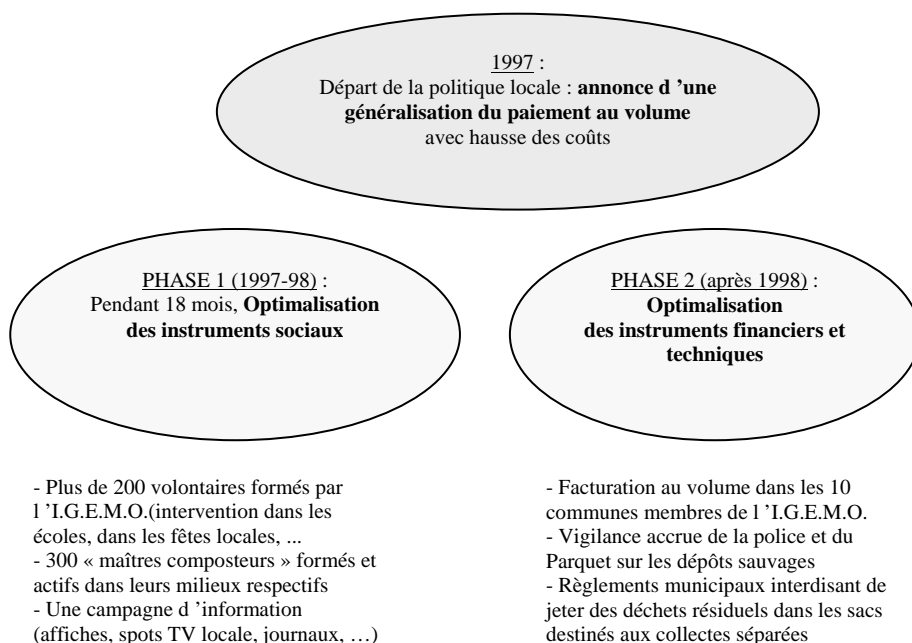 1997 :
Départ de la politique locale : annonce d ’une
généralisation du paiement au volume
avec hausse des coûts
PHASE 1 (1997-98) :
Pendant 18 mois, Optimalisation
des instruments sociaux
PHASE 2 (après 1998) :
Optimalisation
des instruments financiers et
techniques
- Plus de 200 volontaires formés par
l ’I.G.E.M.O.(intervention dans les
écoles, dans les fêtes locales, ...
- 300 « maîtres composteurs » formés et
actifs dans leurs milieux respectifs
- Une campagne d ’information
(affiches, spots TV locale, journaux, …)
- Facturation au volume dans les 10
communes membres de l ’I.G.E.M.O.
- Vigilance accrue de la police et du
Parquet sur les dépôts sauvages
- Règlements municipaux interdisant de
jeter des déchets résiduels dans les sacs
destinés aux collectes séparées